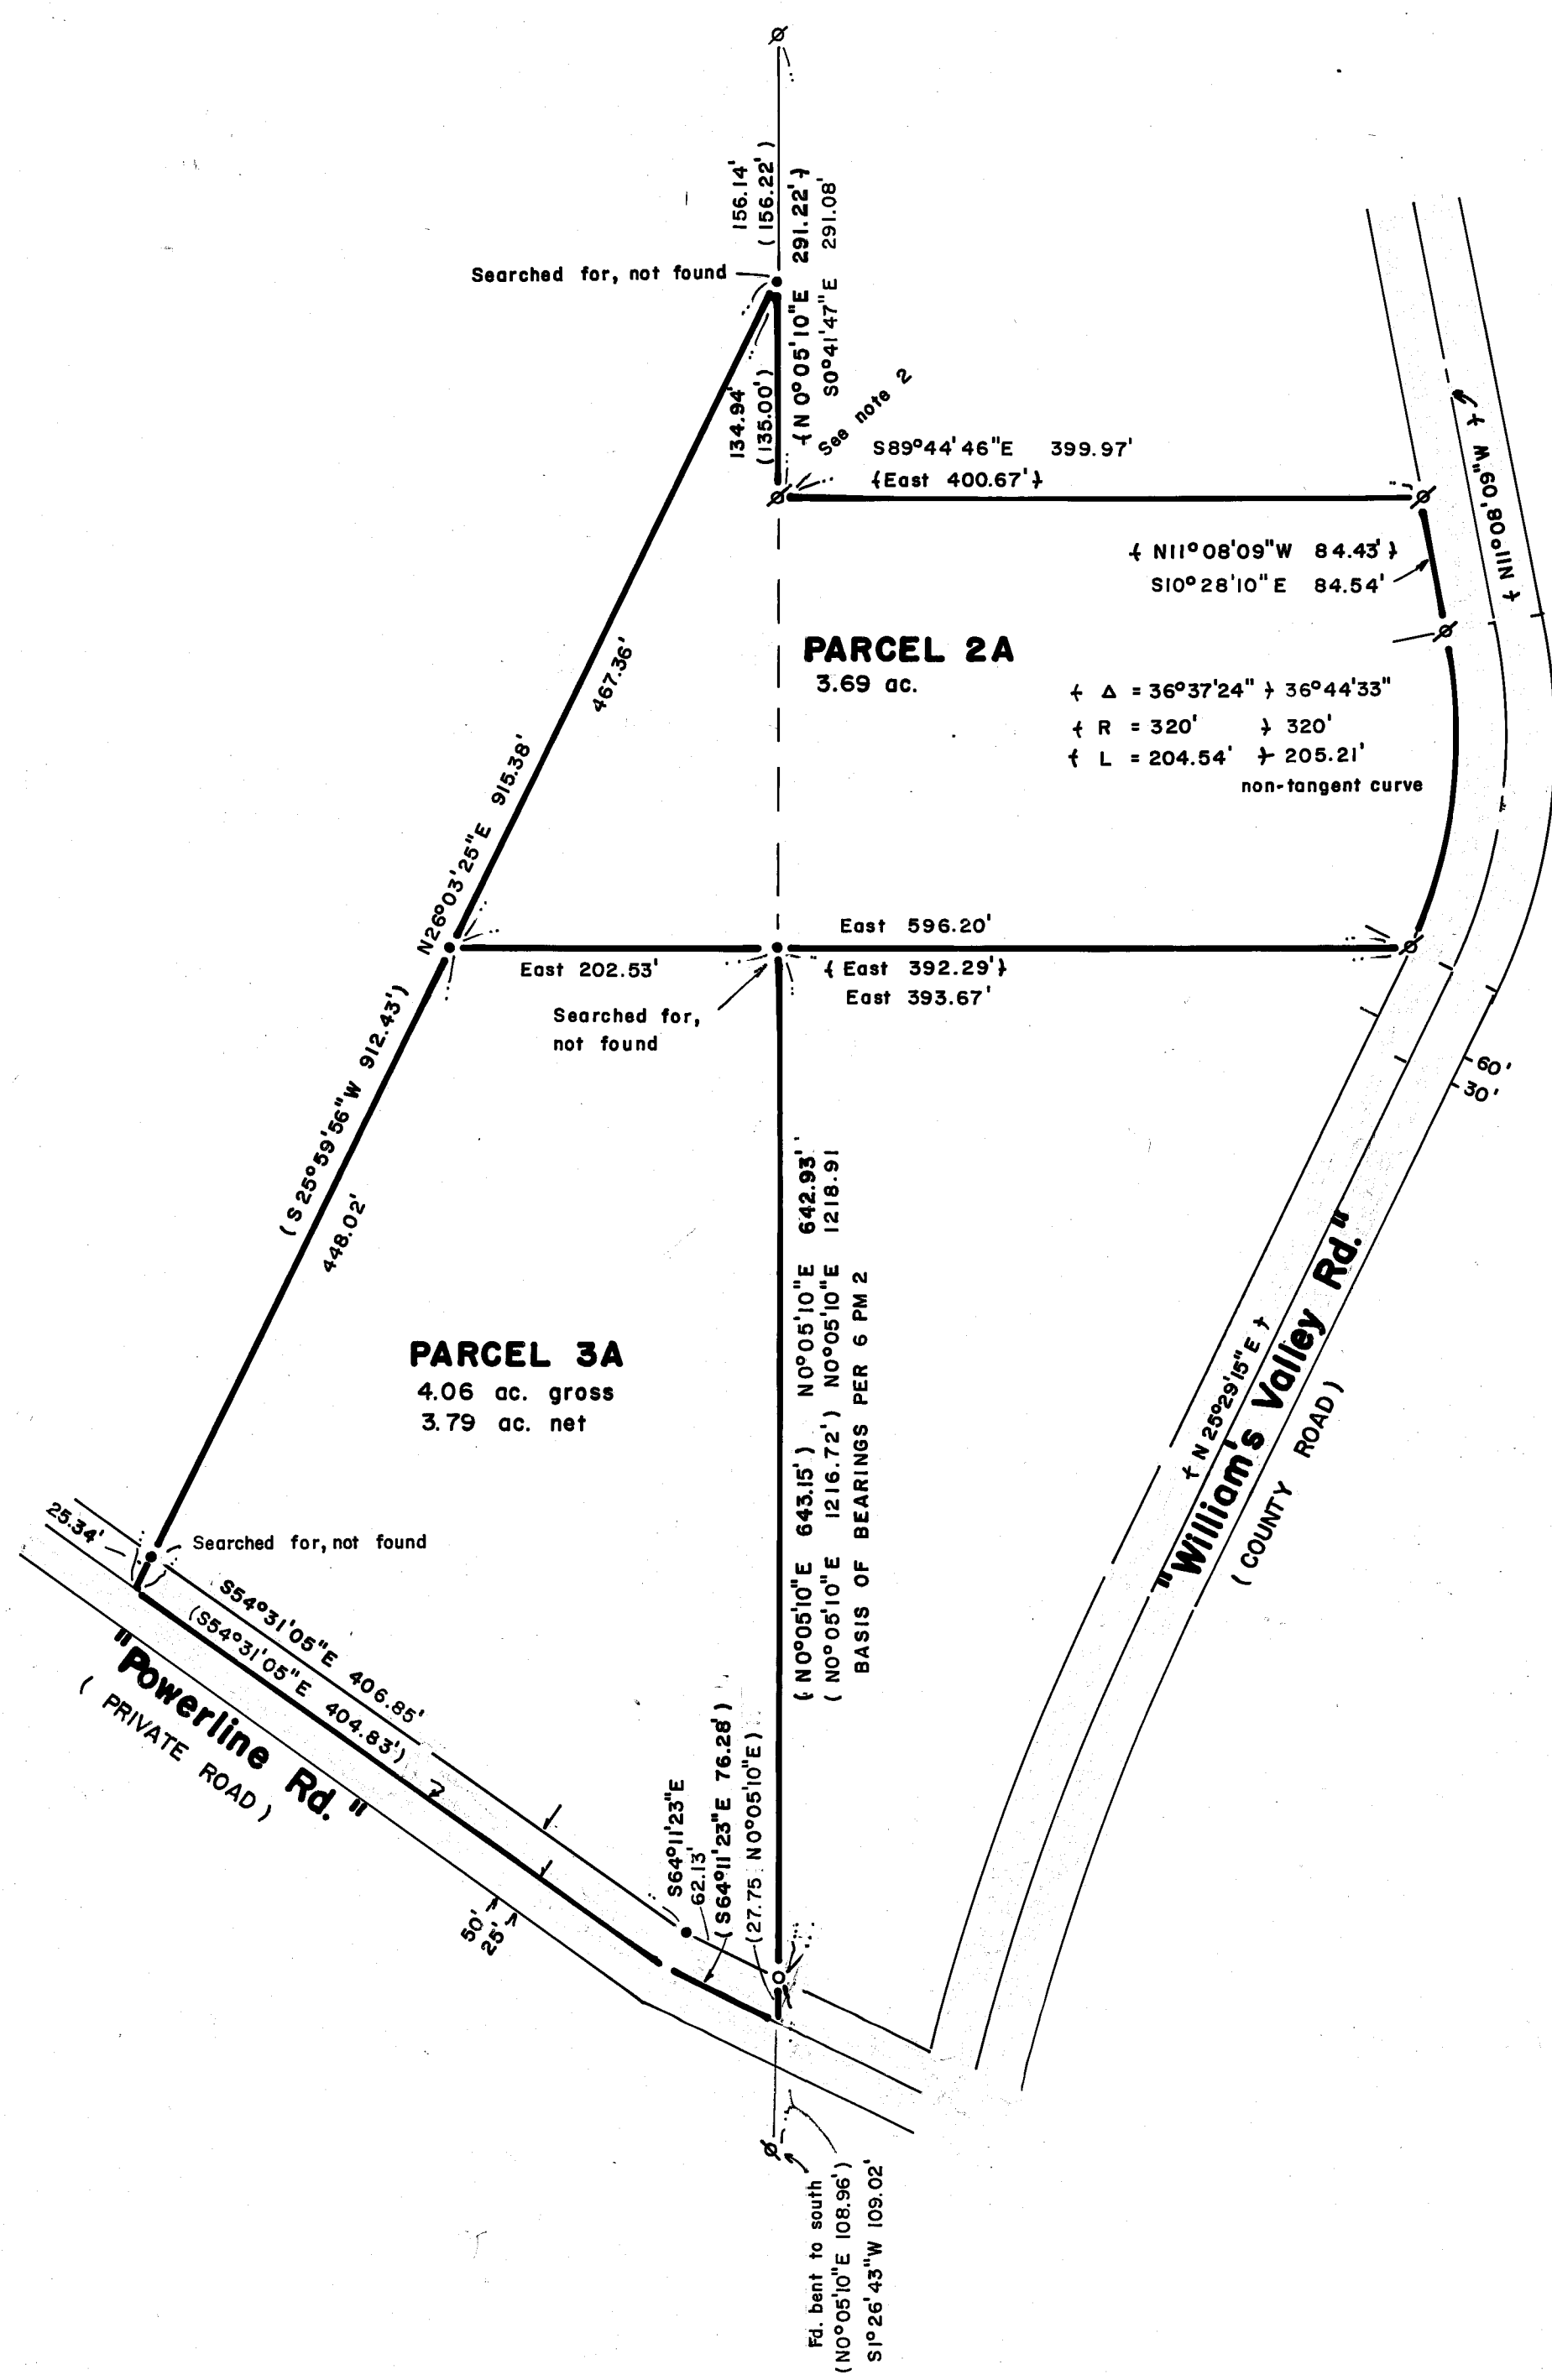 156.14'
(156.22')
{N 0°05'10"E 291.22'}
S0°41'47"E 291.08'
Searched for, not found
134.94'
(135.00')
See note 2
S89°44'46"E 399.97'
{East 400.67'}
{ N11°08'09"W }
{ N11°08'09"W 84.43' }
S10°28'10"E 84.54'
PARCEL 2A
3.69 ac.
{ Δ = 36°37'24" } 36°44'33"
{ R = 320' } 320'
{ L = 204.54' } 205.21'
non-tangent curve
467.36'
N26°03'25"E 915.38'
East 596.20'
East 202.53'
{ East 392.29'}
East 393.67'
Searched for,
not found
(S25°59'56"W 912.43')
448.02'
60'
30'
{N0°05'10"E 643.15') N0°05'10"E 642.93'
(N0°05'10"E 1216.72') N0°05'10"E 1218.91'
BASIS OF BEARINGS PER 6 PM 2
PARCEL 3A
4.06 ac. gross
3.79 ac. net
{ N 25°29'15"E }
"William's Valley Rd."
(COUNTY ROAD)
25.34'
Searched for, not found
S54°31'05"E 406.85'
(S54°31'05"E 404.83')
"Powerline Rd."
( PRIVATE ROAD )
50'
25'
S64°11'23"E
62.13'
(S64°11'23"E 76.28')
(27.75 N0°05'10"E)
Fd. bent to south
(N0°05'10"E 108.96')
S1°26'43"W 109.02'